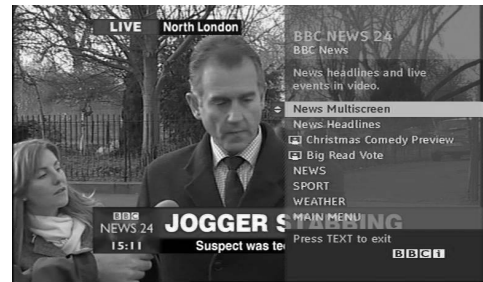 LIVE North London
BBC NEWS 24
BBC News
News headlines and live
events in video.
News Multiscreen
News Headlines
Christmas Comedy Preview
Big Read Vote
NEWS
SPORT
WEATHER
MAIN MENU
Press TEXT to exit
BBC 1
BBC
NEWS 24
15:11
JOGGER STABBING
Suspect was